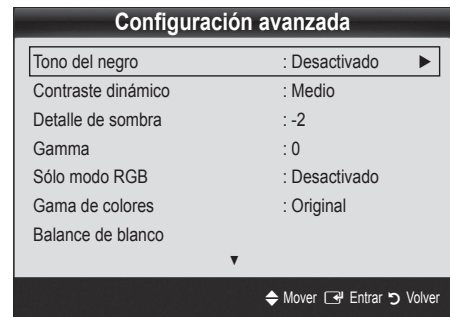 Configuración avanzada
Tono del negro : Desactivado ►
Contraste dinámico : Medio
Detalle de sombra : -2
Gamma : 0
Sólo modo RGB : Desactivado
Gama de colores : Original
Balance de blanco
▼
Mover Entrar Volver